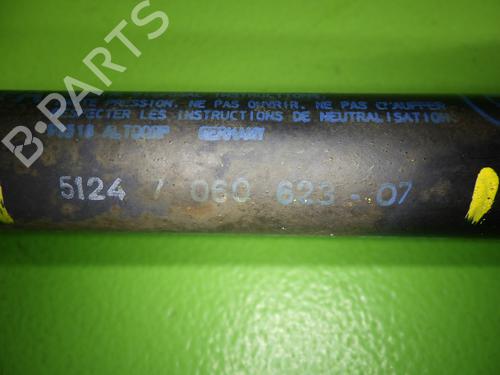 B-PARTS
PRESSION, NE PAS OUVRIR, NE PAS CHAUFFER
RESPECTER LES INSTRUCTIONS DE NEUTRALISATION
GERMANY
5124 7 060 623 - 07